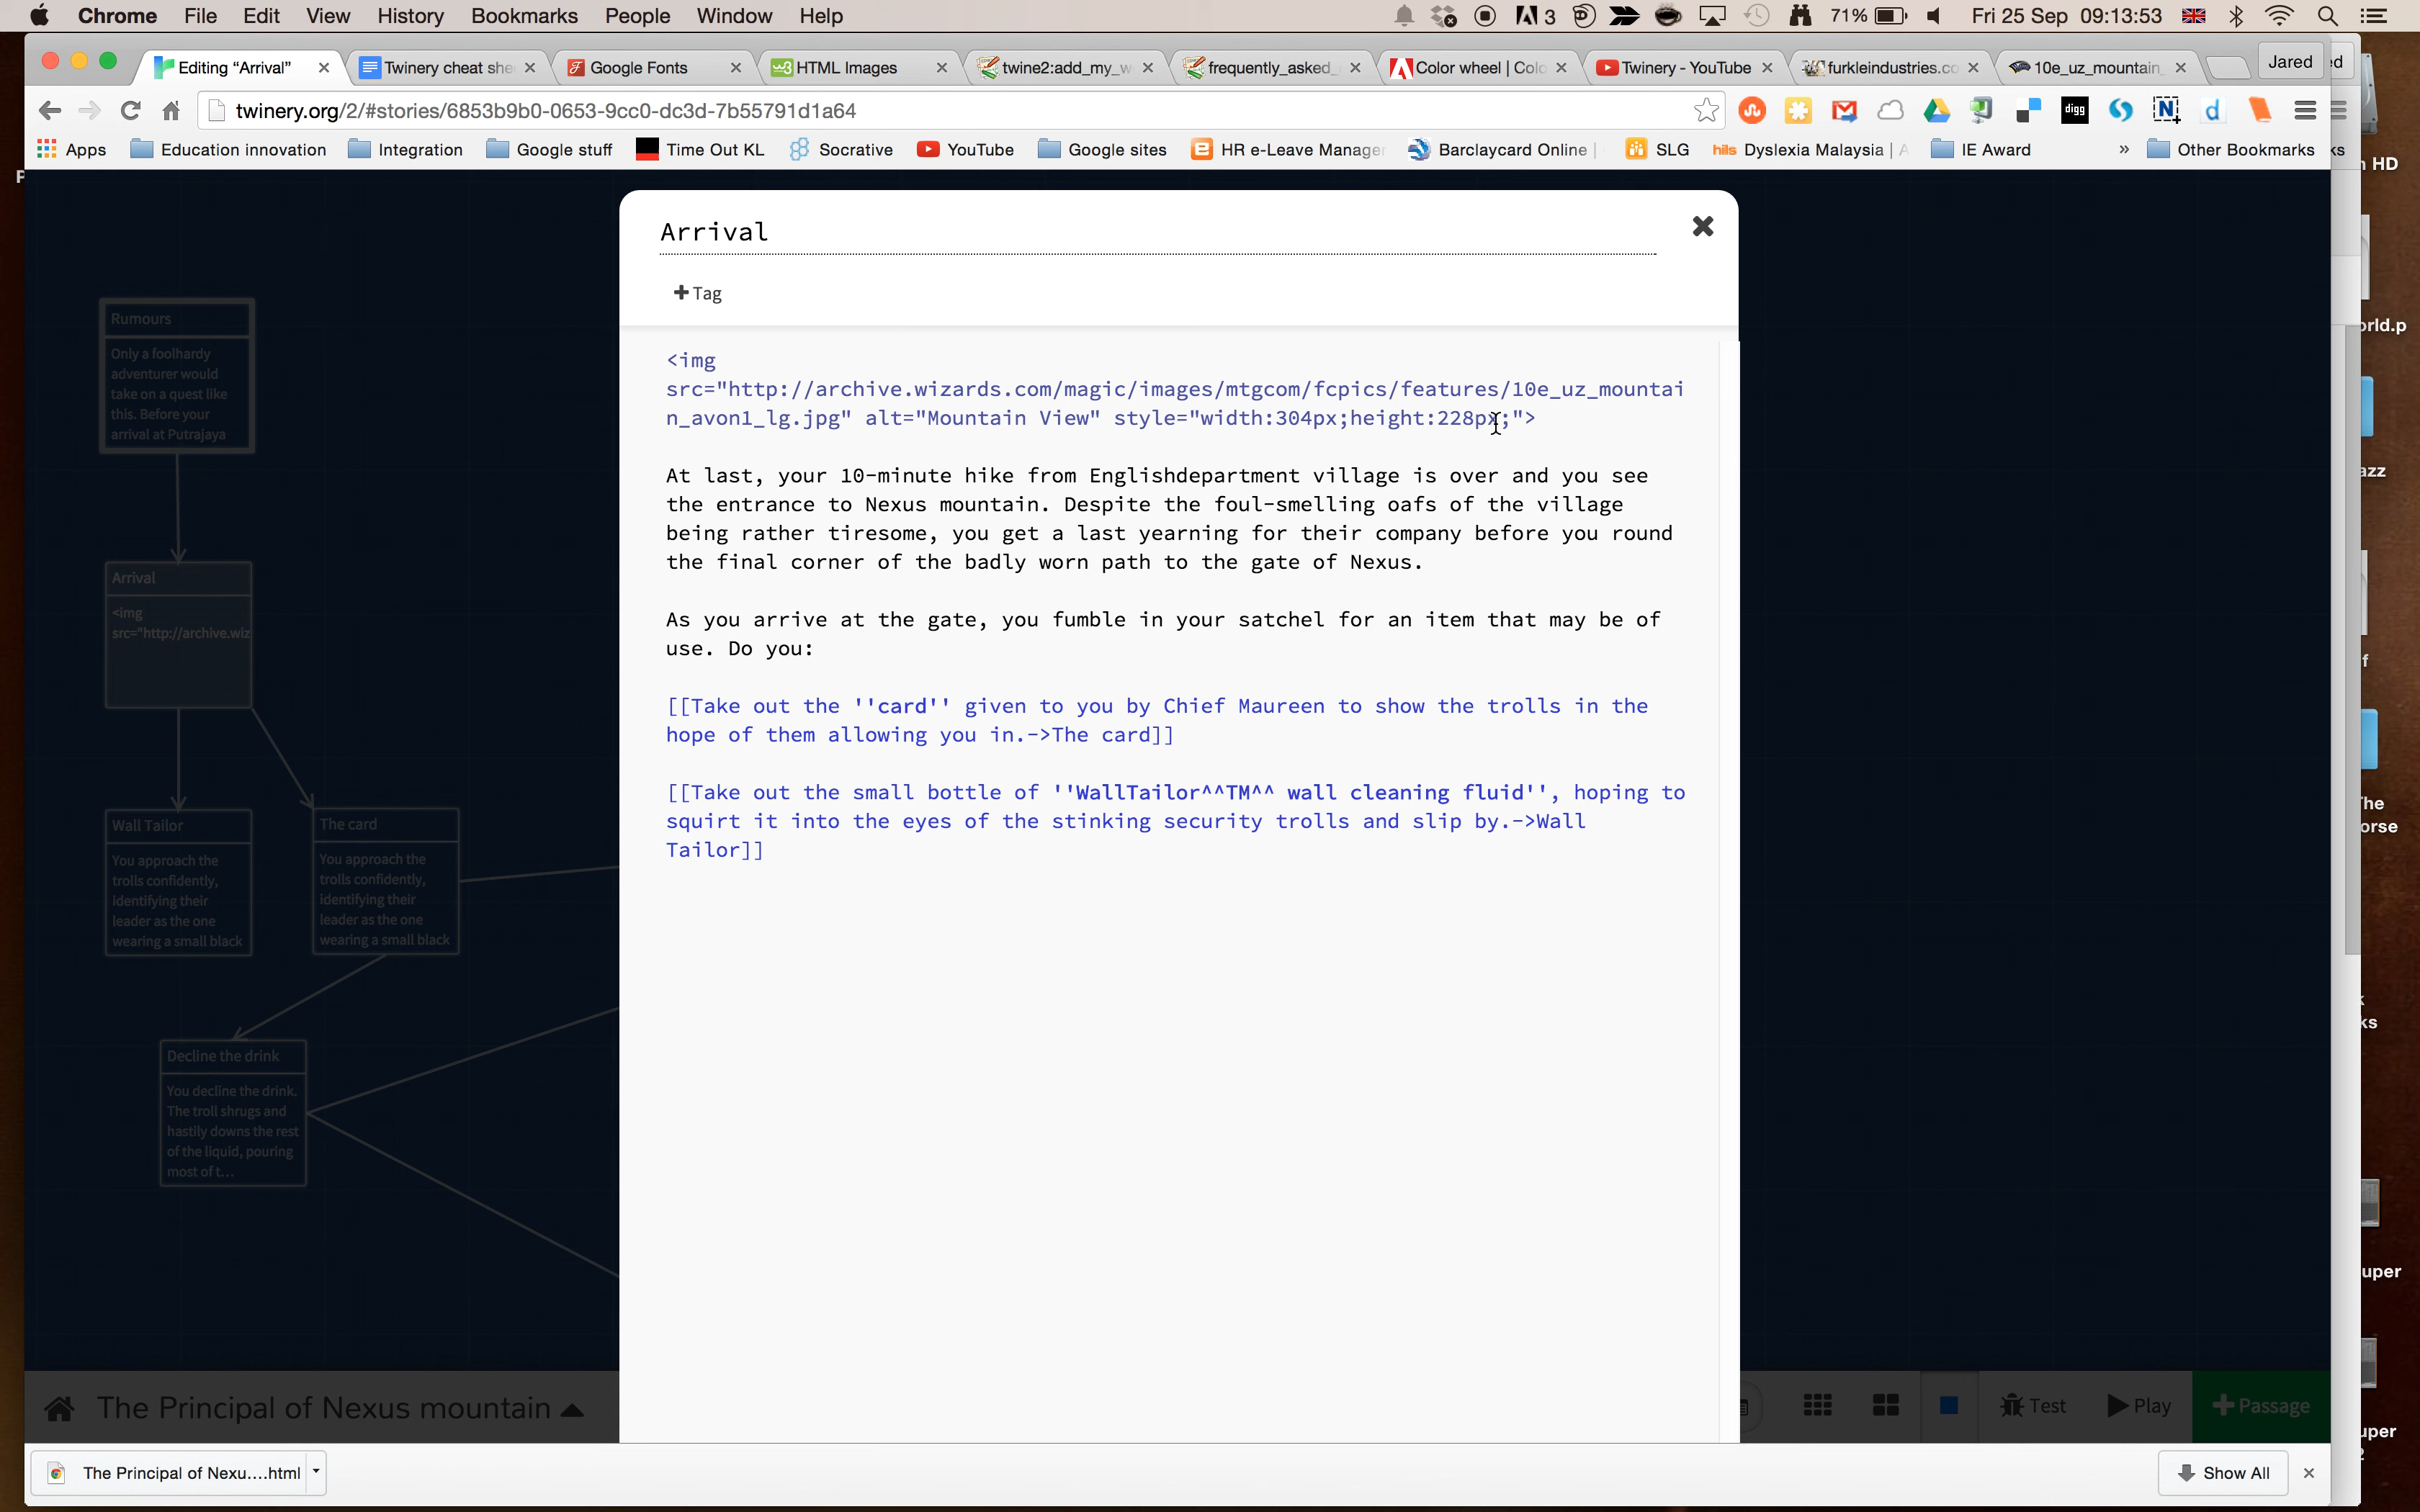 Chrome File Edit View History Bookmarks People Window Help 3 71% Fri 25 Sep 09:13:53
Editing “Arrival” Twinery cheat she Google Fonts HTML Images twine2:add_my_w frequently_asked_ Color wheel | Colo Twinery - YouTube furkleindustries.co 10e_uz_mountain_ Jared ed
twinery.org/2/#stories/6853b9b0-0653-9cc0-dc3d-7b55791d1a64 digg
Apps Education innovation Integration Google stuff Time Out KL Socrative YouTube Google sites HR e-Leave Manager Barclaycard Online | SLG hils Dyslexia Malaysia | A IE Award » Other Bookmarks ks
HD
Arrival
+Tag
<img
src="http://archive.wizards.com/magic/images/mtgcom/fcpics/features/10e_uz_mountai
n_avon1_lg.jpg" alt="Mountain View" style="width:304px;height:228px;">
At last, your 10-minute hike from Englishdepartment village is over and you see
the entrance to Nexus mountain. Despite the foul-smelling oafs of the village
being rather tiresome, you get a last yearning for their company before you round
the final corner of the badly worn path to the gate of Nexus.
As you arrive at the gate, you fumble in your satchel for an item that may be of
use. Do you:
[[Take out the ''card'' given to you by Chief Maureen to show the trolls in the
hope of them allowing you in.->The card]]
[[Take out the small bottle of ''WallTailor^^TM^^ wall cleaning fluid'', hoping to
squirt it into the eyes of the stinking security trolls and slip by.->Wall
Tailor]]
Rumours
Only a foolhardy
adventurer would
take on a quest like
this. Before your
arrival at Putrajaya
Arrival
<img
src="http://archive.wiz
Wall Tailor
You approach the
trolls confidently,
identifying their
leader as the one
wearing a small black
The card
You approach the
trolls confidently,
identifying their
leader as the one
wearing a small black
Decline the drink
You decline the drink.
The troll shrugs and
hastily downs the rest
of the liquid, pouring
most of t...
orld.p
azz
f
The
orse
ks
uper
uper
The Principal of Nexus mountain Test Play +Passage
The Principal of Nexu....html Show All